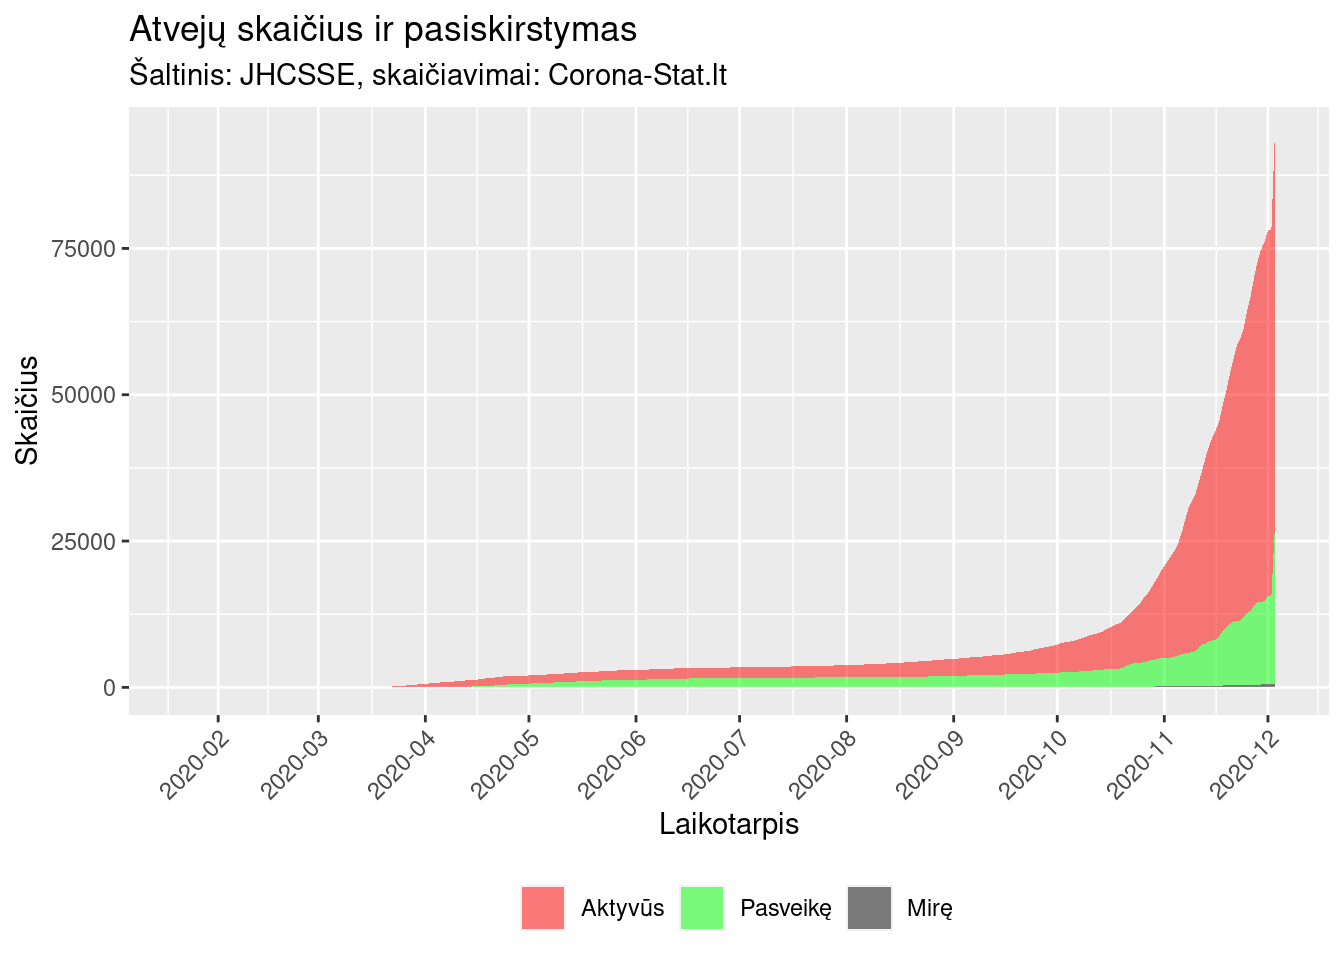 Atvejų skaičius ir pasiskirstymas
Šaltinis: JHCSSE, skaičiavimai: Corona-Stat.lt
Skaičius
75000
50000
25000
0
2020-02
2020-03
2020-04
2020-05
2020-06
2020-07
2020-08
2020-09
2020-10
2020-11
2020-12
Laikotarpis
Aktyvūs
Pasveikę
Mirę